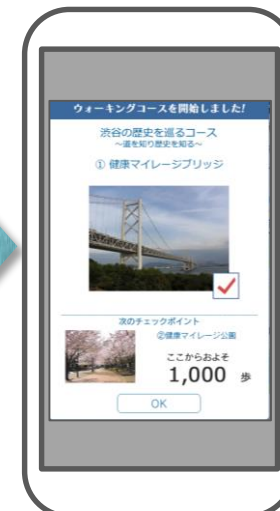 ウォーキングコースを開始しました!
渋谷の歴史を巡るコース
～道を知り歴史を知る～
① 健康マイレージブリッジ
次のチェックポイント
②健康マイレージ公園
ここからおよそ
1,000 歩
OK